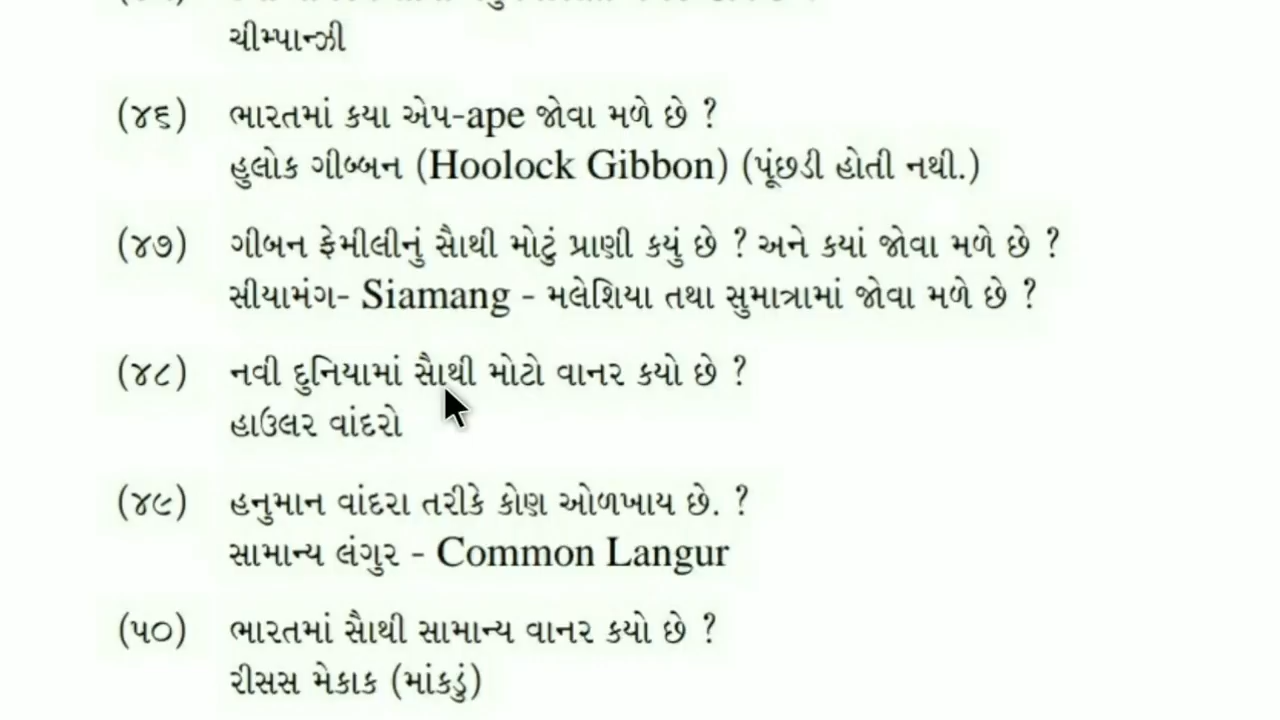 ચીમ્પાન્ઝી
(૪૬) ભારતમાં કયા એપ-ape જોવા મળે છે ?
હુલોક ગીબ્બન (Hoolock Gibbon) (પૂંછડી હોતી નથી.)
(૪૭) ગીબન ફેમીલીનું સૌથી મોટું પ્રાણી કયું છે ? અને કયાં જોવા મળે છે ?
સીયામંગ- Siamang - મલેશિયા તથા સુમાત્રામાં જોવા મળે છે ?
(૪૮) નવી દુનિયામાં સૌથી મોટો વાનર કયો છે ?
હાઉલર વાંદરો
(૪૯) હનુમાન વાંદરા તરીકે કોણ ઓળખાય છે. ?
સામાન્ય લંગુર - Common Langur
(૫૦) ભારતમાં સૌથી સામાન્ય વાનર કયો છે ?
રીસસ મેકાક (માંકડું)